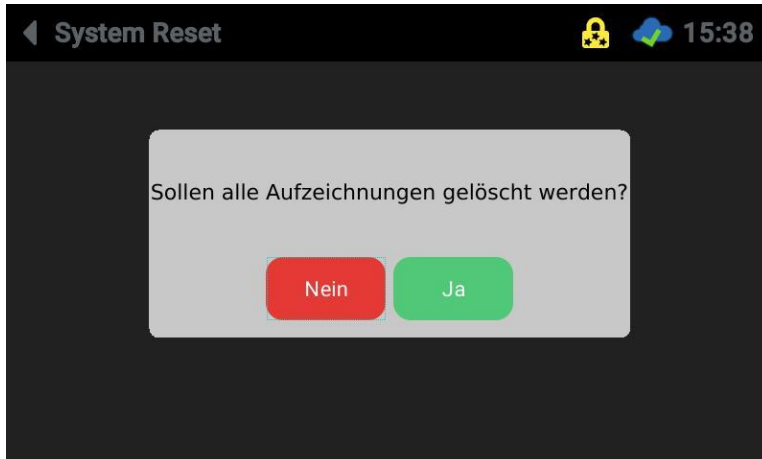 System Reset
15:38
Sollen alle Aufzeichnungen gelöscht werden?
Nein
Ja